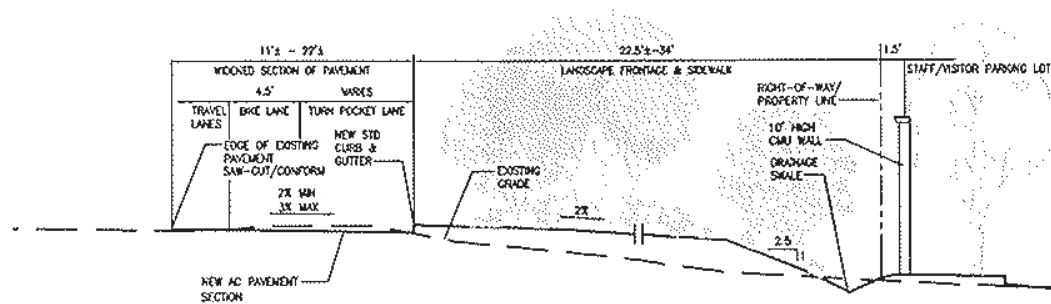 11'± - 22'±
22.5'±-34'
1.5'
WIDENED SECTION OF PAVEMENT
LANDSCAPE FRONTAGE & SIDEWALK
STAFF/VISITOR PARKING LOT
4.5'
VARIES
TRAVEL
LANES
BIKE LANE
TURN POCKET LANE
RIGHT-OF-WAY/
PROPERTY LINE
EDGE OF EXISTING
PAVEMENT
SAW-CUT/CONFORM
NEW STD
CURB &
GUTTER
10' HIGH
CMU WALL
DRAINAGE
SWALE
EXISTING
GRADE
2% MIN
3% MAX
2%
2.5
1
NEW AC PAVEMENT
SECTION